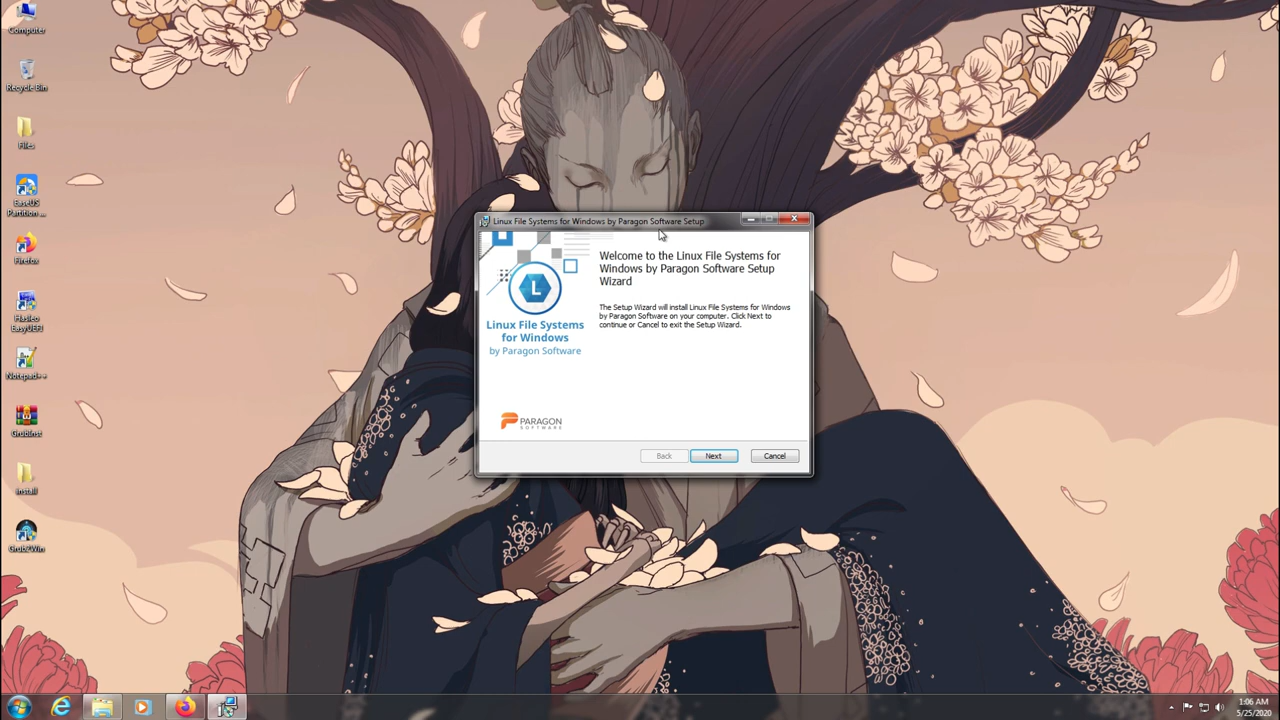 Computer
Recycle Bin
Files
EaseUS
Partition ...
Firefox
Hasleo
EasyUEFI
Notepad++
GrubInst
Install
Grub2Win
Linux File Systems for Windows by Paragon Software Setup
Welcome to the Linux File Systems for
Windows by Paragon Software Setup
Wizard
The Setup Wizard will install Linux File Systems for Windows
by Paragon Software on your computer. Click Next to
continue or Cancel to exit the Setup Wizard.
L
Linux File Systems
for Windows
by Paragon Software
PARAGON
SOFTWARE
Back
Next
Cancel
1:06 AM
5/25/2020